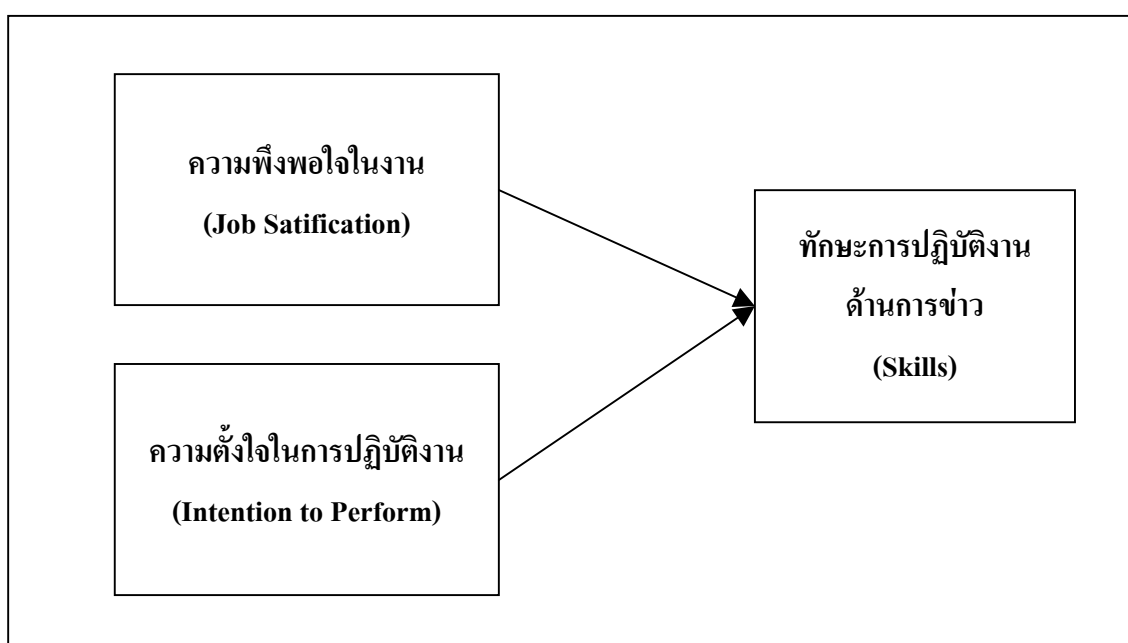 ความพึงพอใจในงาน
(Job Satification)
ความตั้งใจในการปฏิบัติงาน
(Intention to Perform)
ทักษะการปฏิบัติงาน
ด้านการข่าว
(Skills)